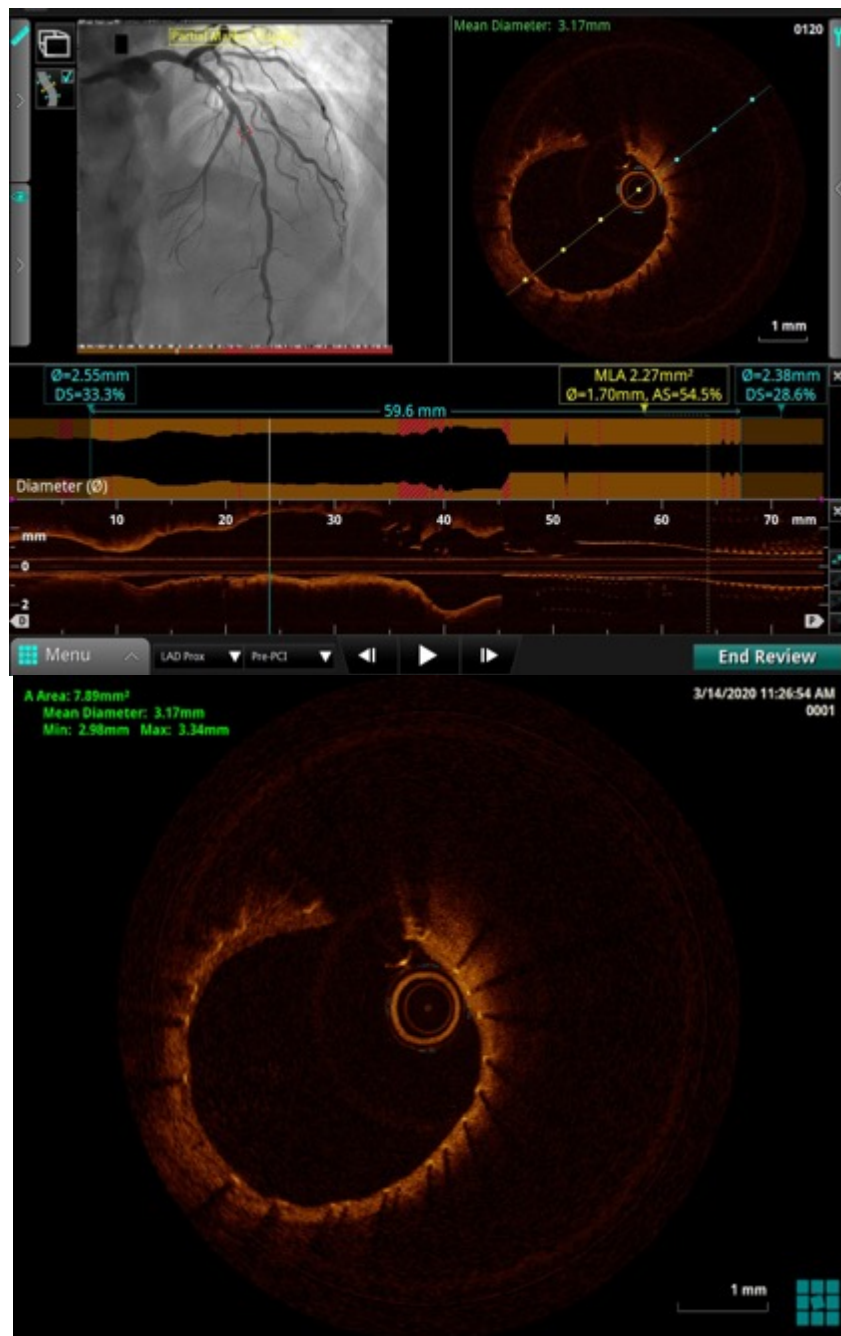 Mean Diameter: 3.17mm
0120
1 mm
Ø=2.55mm
DS=33.3%
MLA 2.27mm²
Ø=1.70mm, AS=54.5%
Ø=2.38mm
DS=28.6%
59.6 mm
Diameter (Ø)
10 20 30 40 50 60 70 mm
mm
0
2
D P
Menu LAD Prox Pre-PCI End Review
A Area: 7.89mm²
Mean Diameter: 3.17mm
Min: 2.98mm Max: 3.34mm
3/14/2020 11:26:54 AM
0001
1 mm